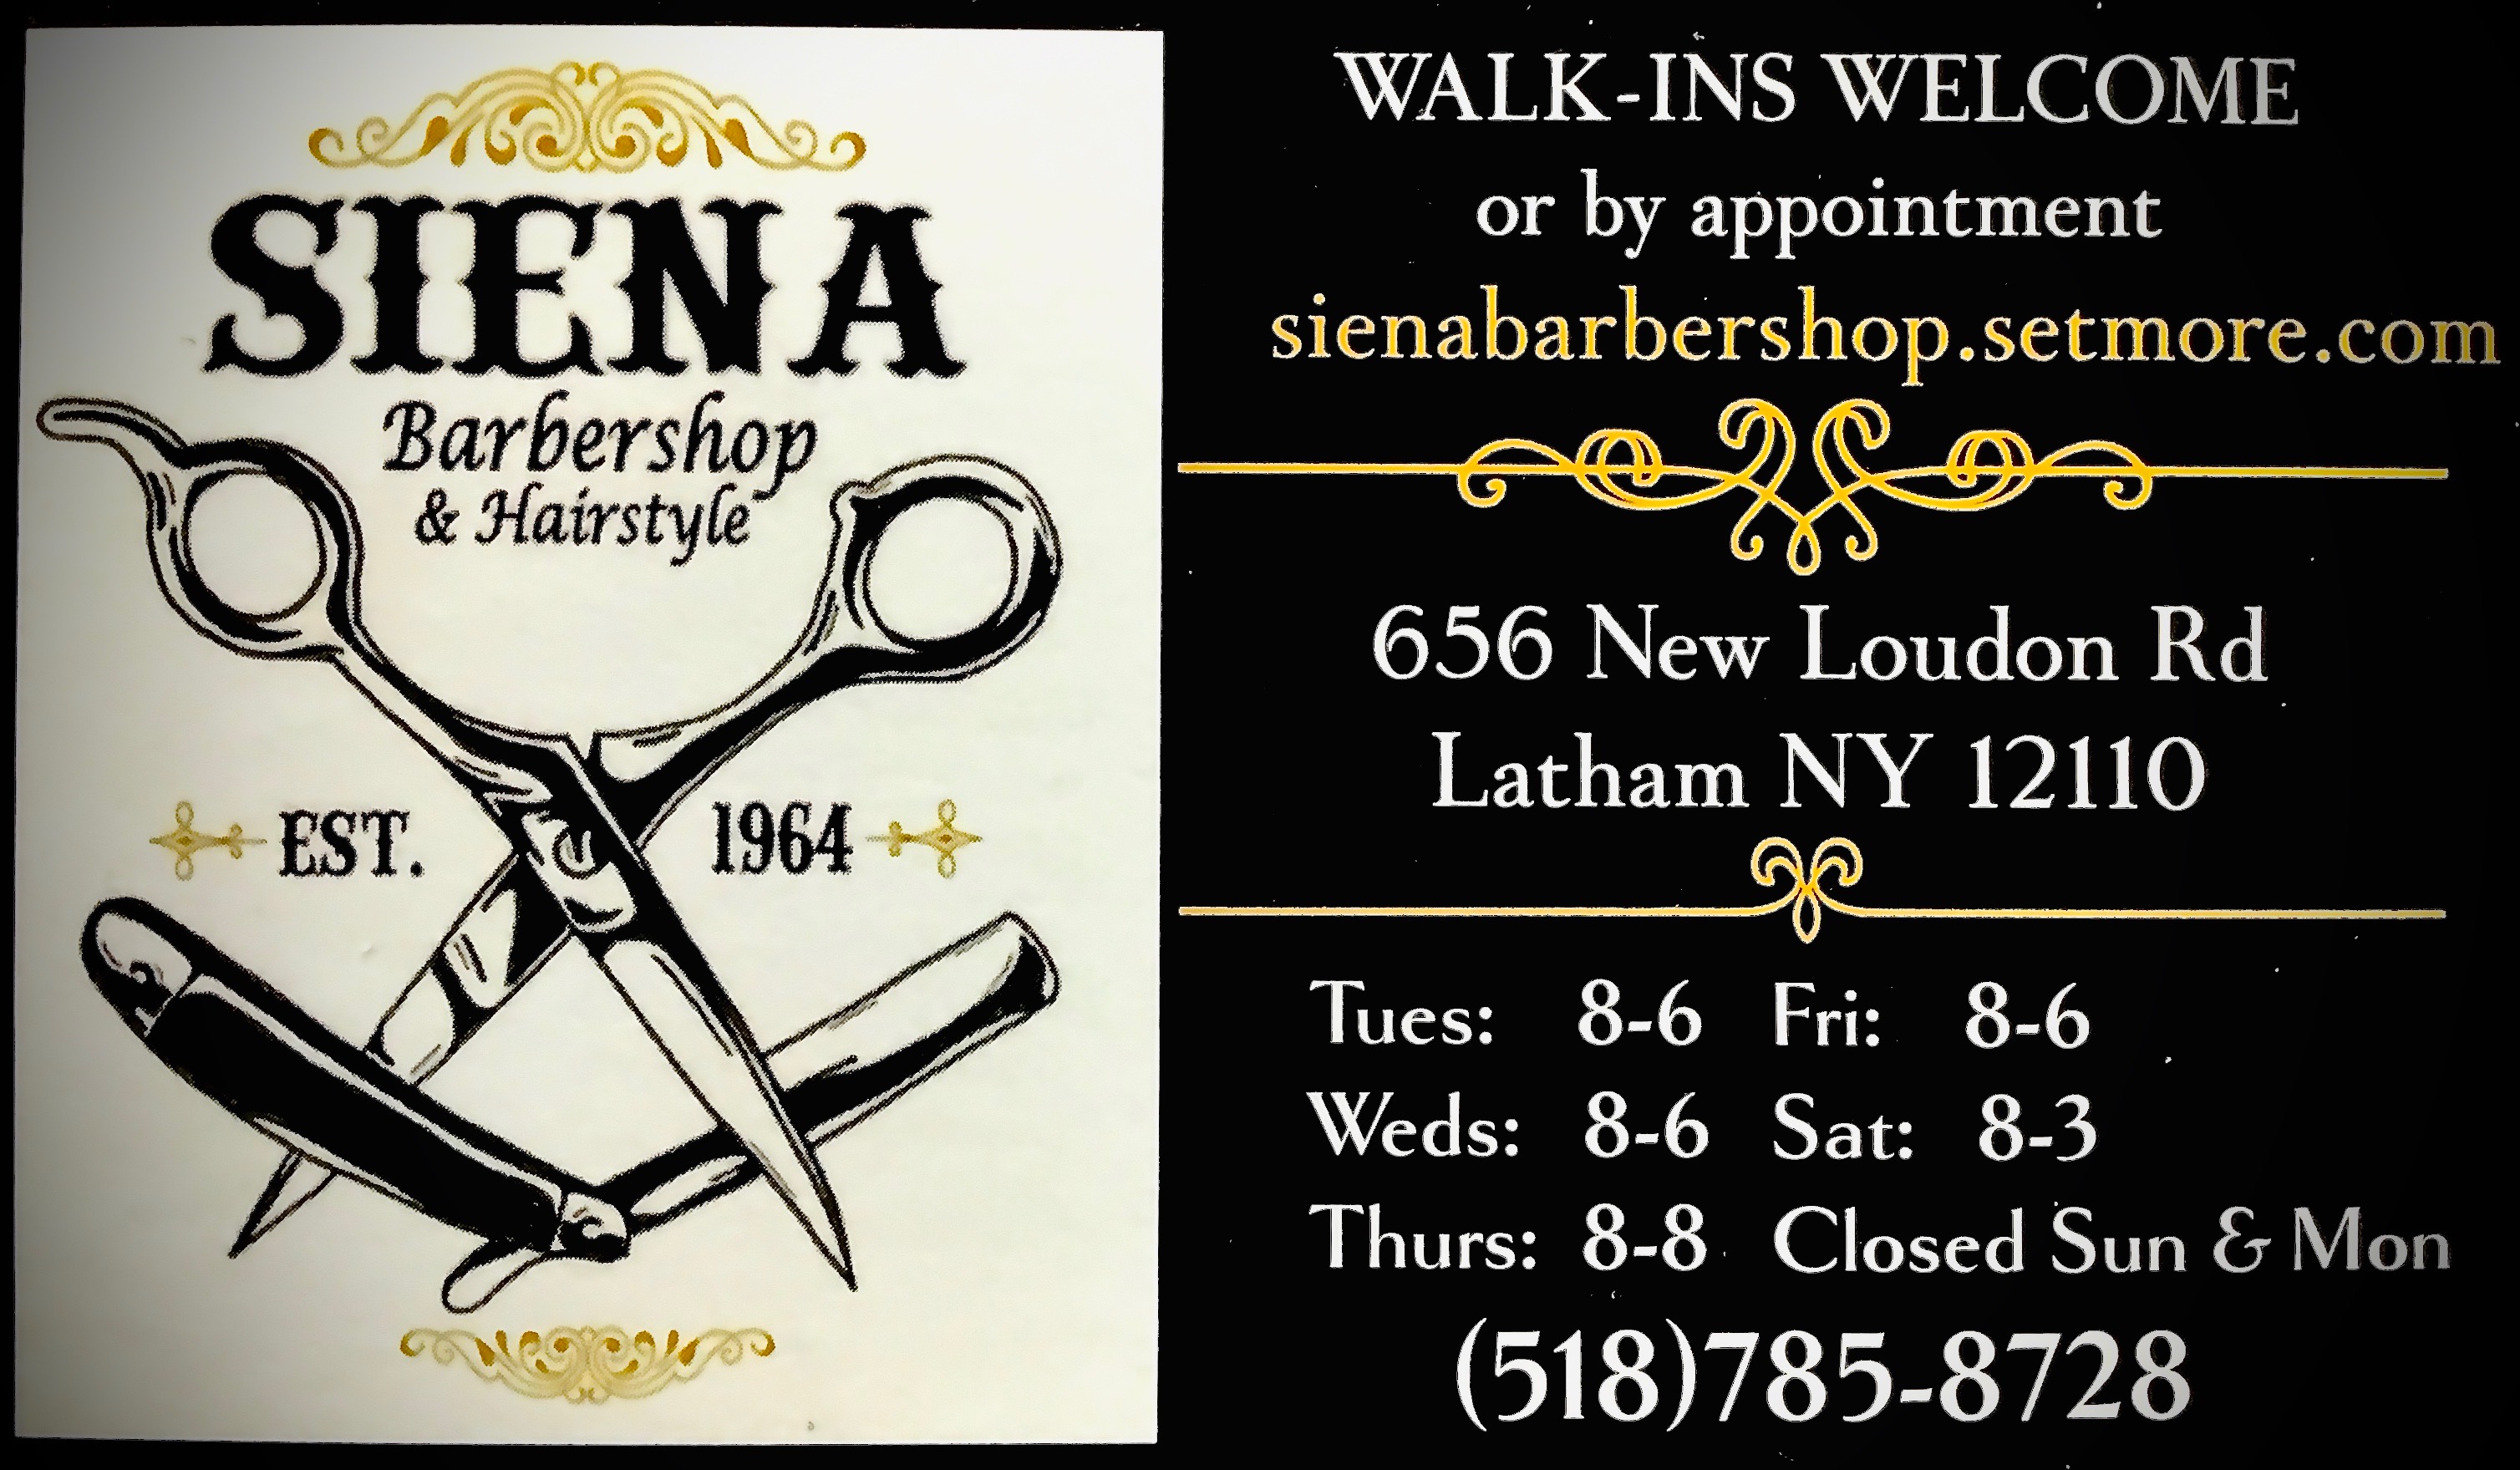 SIENA
Barbershop
& Hairstyle
EST. 1964
WALK-INS WELCOME
or by appointment
sienabarbershop.setmore.com
656 New Loudon Rd
Latham NY 12110
Tues: 8-6 Fri: 8-6
Weds: 8-6 Sat: 8-3
Thurs: 8-8 Closed Sun & Mon
(518)785-8728